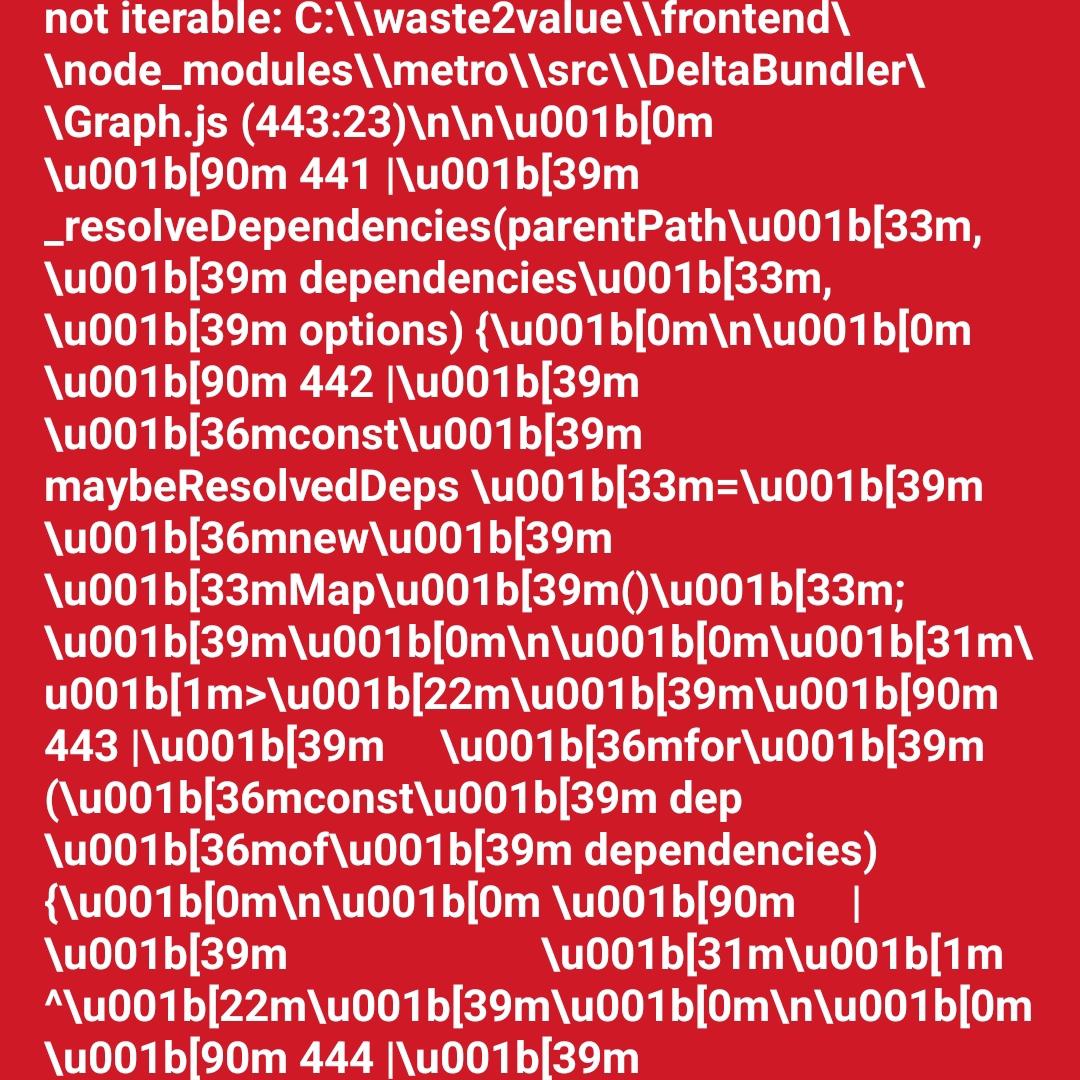 not iterable: C:\\waste2value\\frontend\
\node_modules\\metro\\src\\DeltaBundler\
\Graph.js (443:23)\n\n\u001b[0m
\u001b[90m 441 |\u001b[39m
_resolveDependencies(parentPath\u001b[33m,
\u001b[39m dependencies\u001b[33m,
\u001b[39m options) {\u001b[0m\n\u001b[0m
\u001b[90m 442 |\u001b[39m
\u001b[36mconst\u001b[39m
maybeResolvedDeps \u001b[33m=\u001b[39m
\u001b[36mnew\u001b[39m
\u001b[33mMap\u001b[39m()\u001b[33m;
\u001b[39m\u001b[0m\n\u001b[0m\u001b[31m\
u001b[1m>\u001b[22m\u001b[39m\u001b[90m
443 |\u001b[39m     \u001b[36mfor\u001b[39m
(\u001b[36mconst\u001b[39m dep
\u001b[36mof\u001b[39m dependencies)
{\u001b[0m\n\u001b[0m \u001b[90m     |
\u001b[39m                       \u001b[31m\u001b[1m
^\u001b[22m\u001b[39m\u001b[0m\n\u001b[0m
\u001b[90m 444 |\u001b[39m